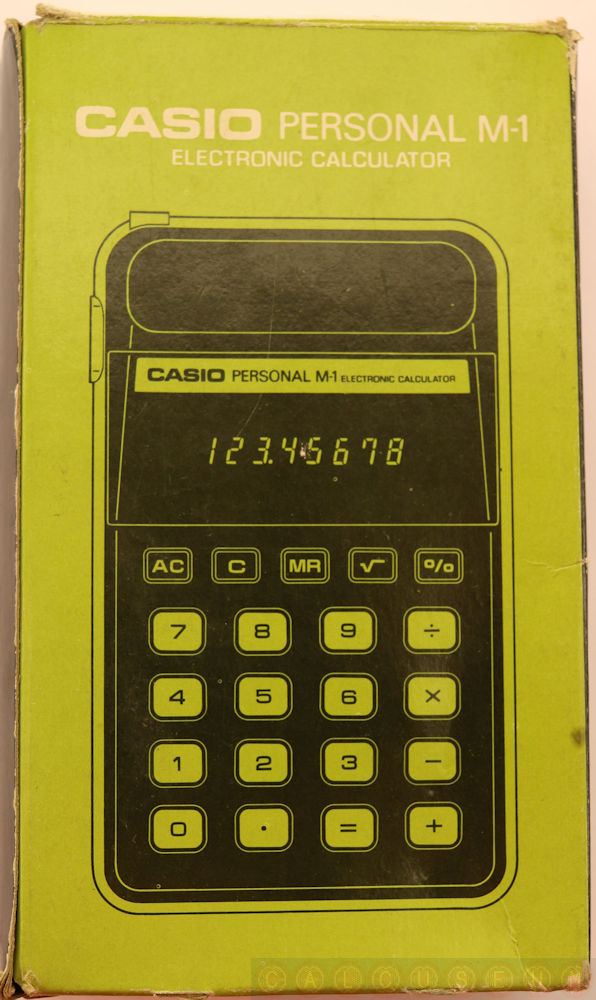 CASIO PERSONAL M-1
ELECTRONIC CALCULATOR
CASIO PERSONAL M-1 ELECTRONIC CALCULATOR
123.45678
AC C MR √ %
7 8 9 ÷
4 5 6 ×
1 2 3 −
0 . = +